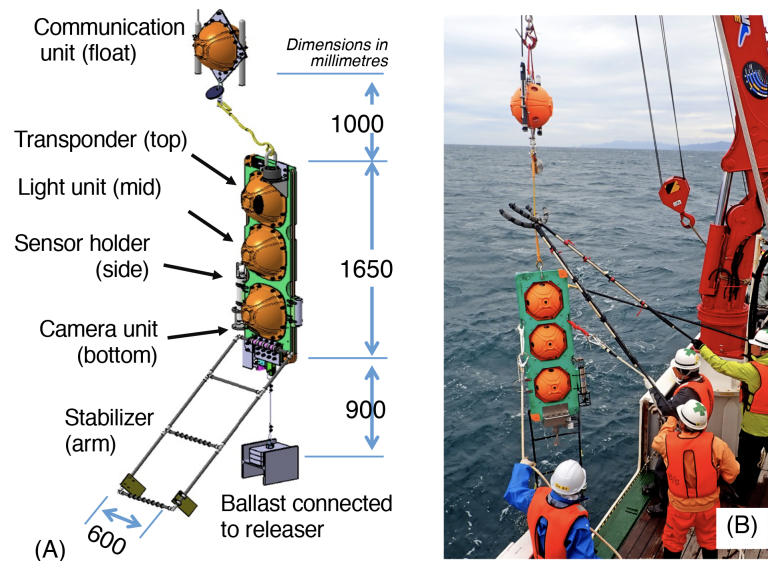 Communication
unit (float)
Dimensions in
millimetres
1000
Transponder (top)
Light unit (mid)
Sensor holder
(side)
1650
Camera unit
(bottom)
900
Stabilizer
(arm)
Ballast connected
to releaser
600
(A)
(B)